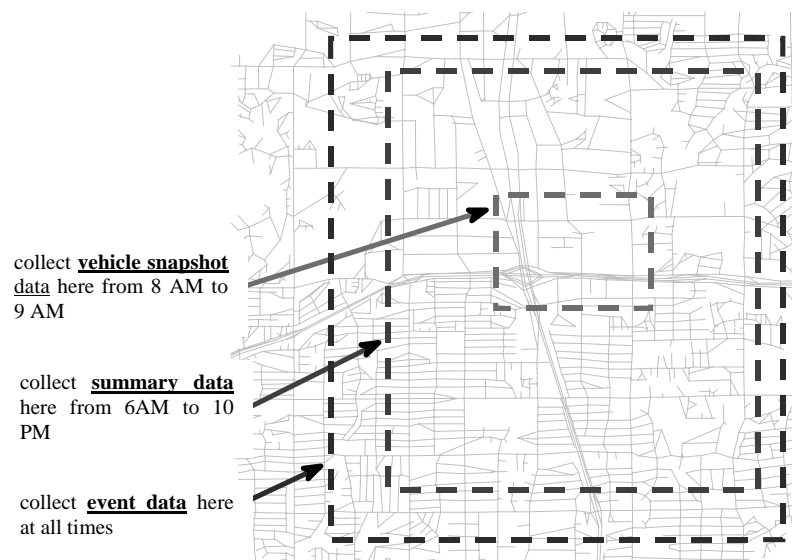 collect vehicle snapshot
data here from 8 AM to
9 AM
collect summary data
here from 6AM to 10
PM
collect event data here
at all times